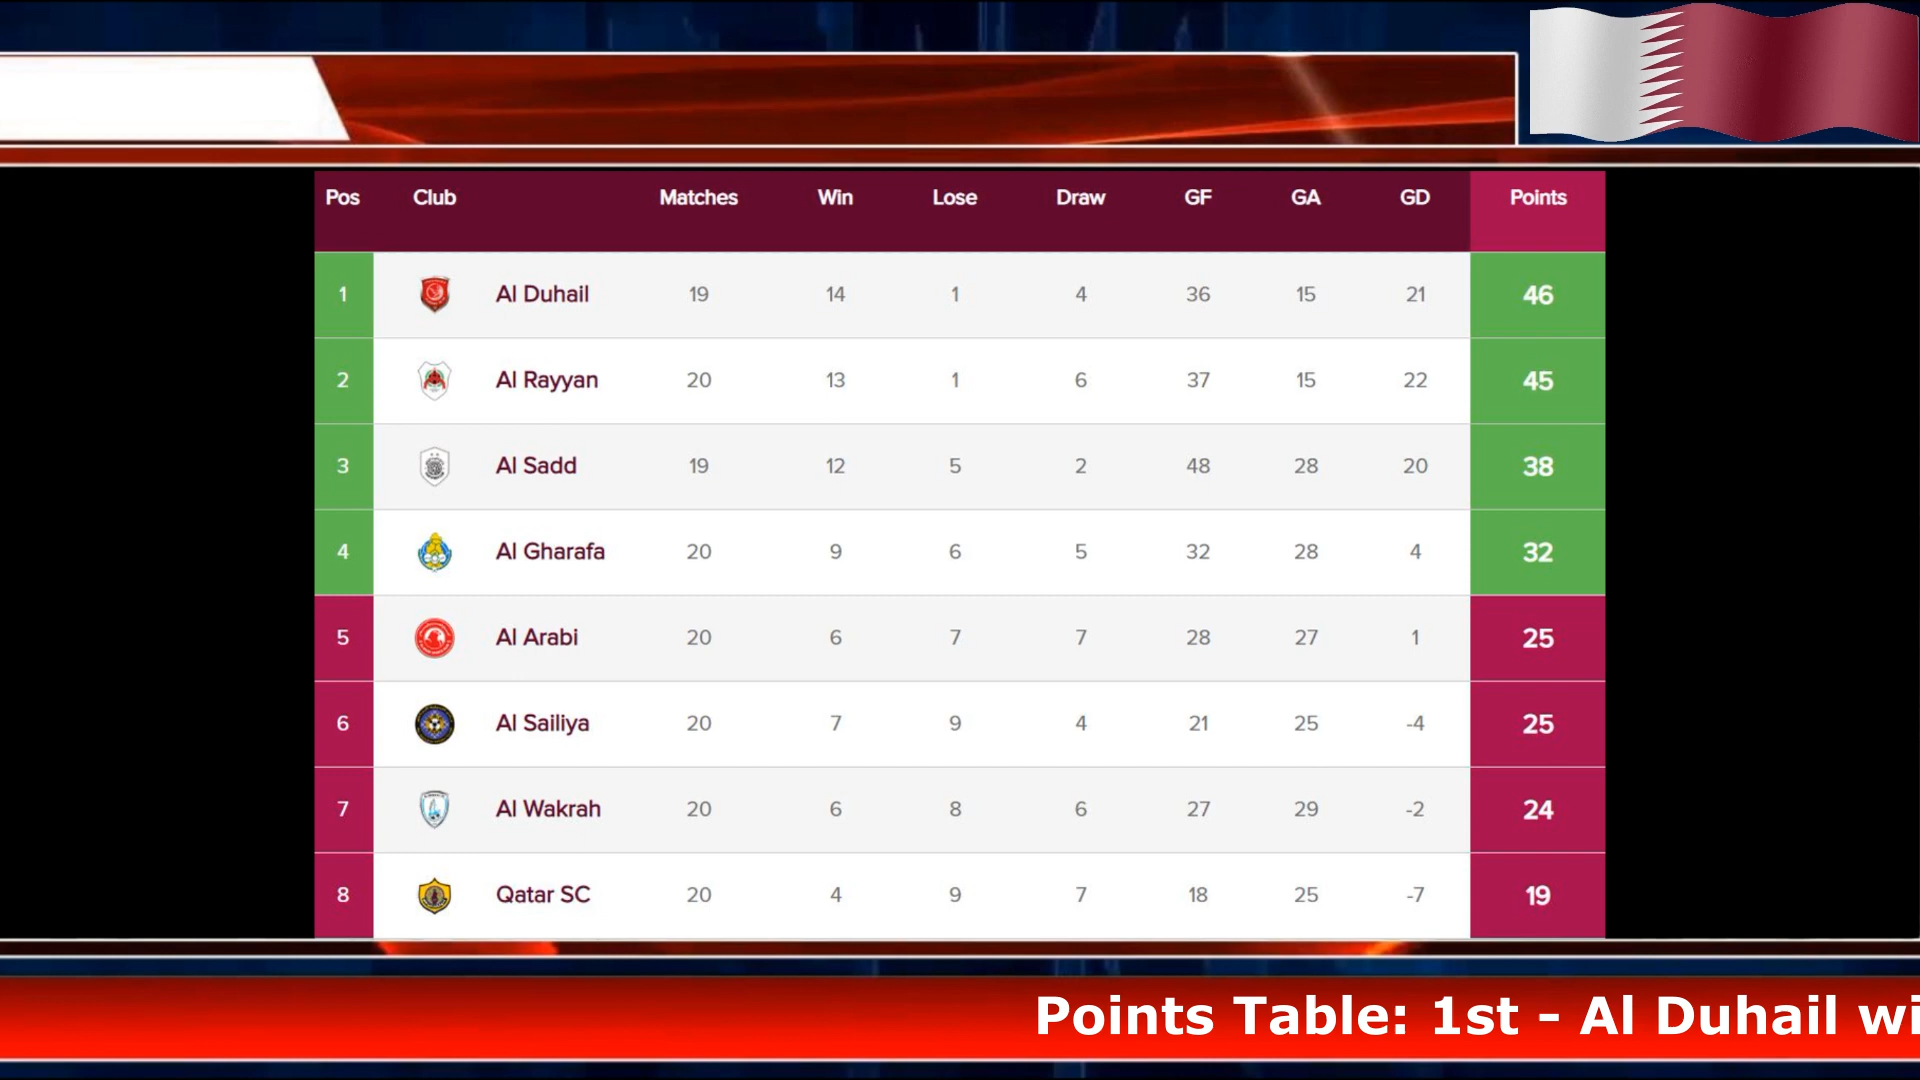 Pos Club Matches Win Lose Draw GF GA GD Points
1 Al Duhail 19 14 1 4 36 15 21 46
2 Al Rayyan 20 13 1 6 37 15 22 45
3 Al Sadd 19 12 5 2 48 28 20 38
4 Al Gharafa 20 9 6 5 32 28 4 32
5 Al Arabi 20 6 7 7 28 27 1 25
6 Al Sailiya 20 7 9 4 21 25 -4 25
7 Al Wakrah 20 6 8 6 27 29 -2 24
8 Qatar SC 20 4 9 7 18 25 -7 19
Points Table: 1st - Al Duhail wi